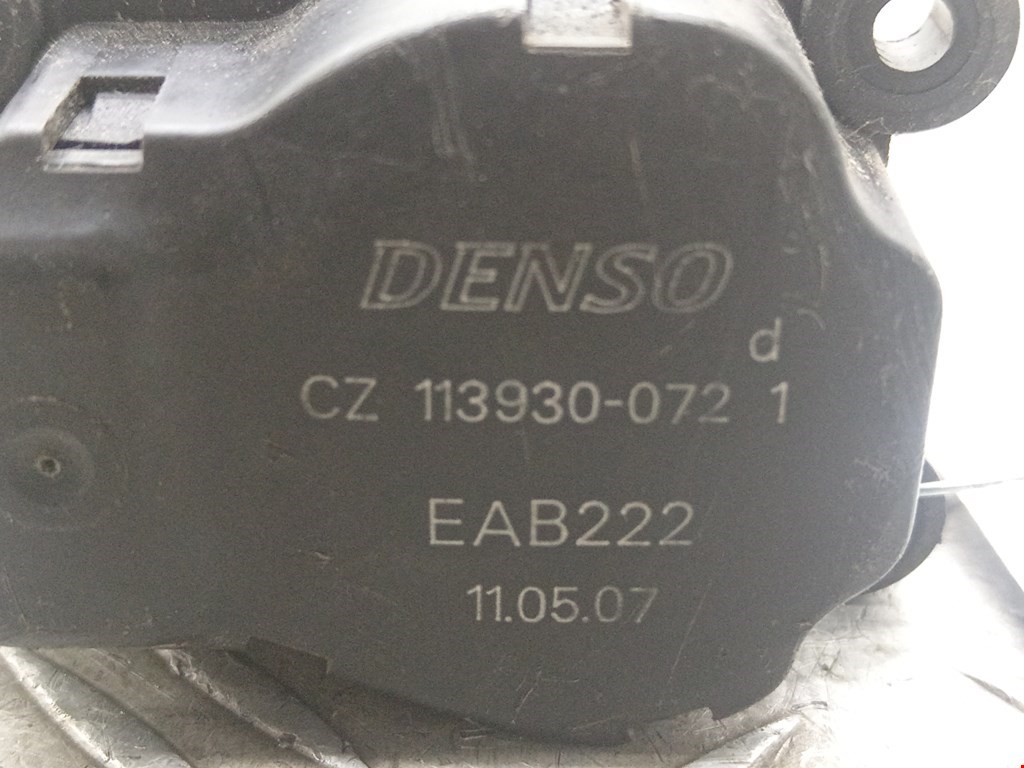 DENSO
d
CZ 113930-072 1
EAB222
11.05.07